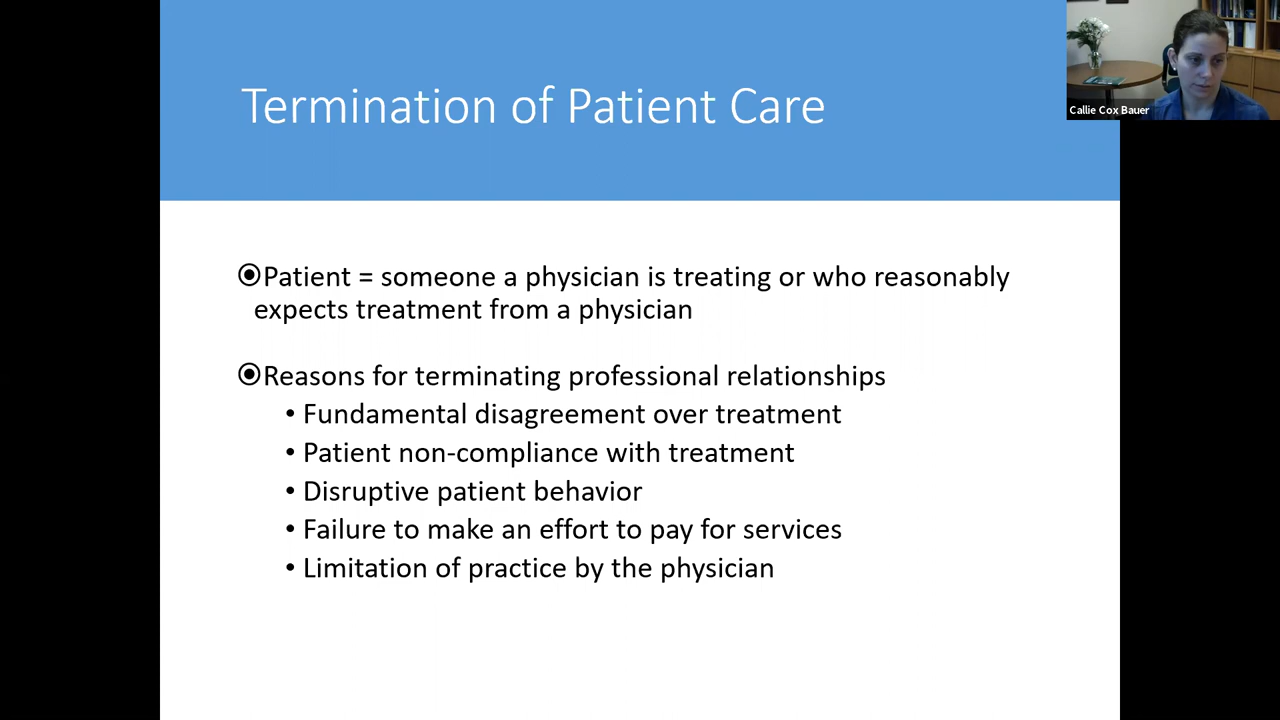 Termination of Patient Care
Callie Cox Bauer
Patient = someone a physician is treating or who reasonably
expects treatment from a physician
Reasons for terminating professional relationships
• Fundamental disagreement over treatment
• Patient non-compliance with treatment
• Disruptive patient behavior
• Failure to make an effort to pay for services
• Limitation of practice by the physician